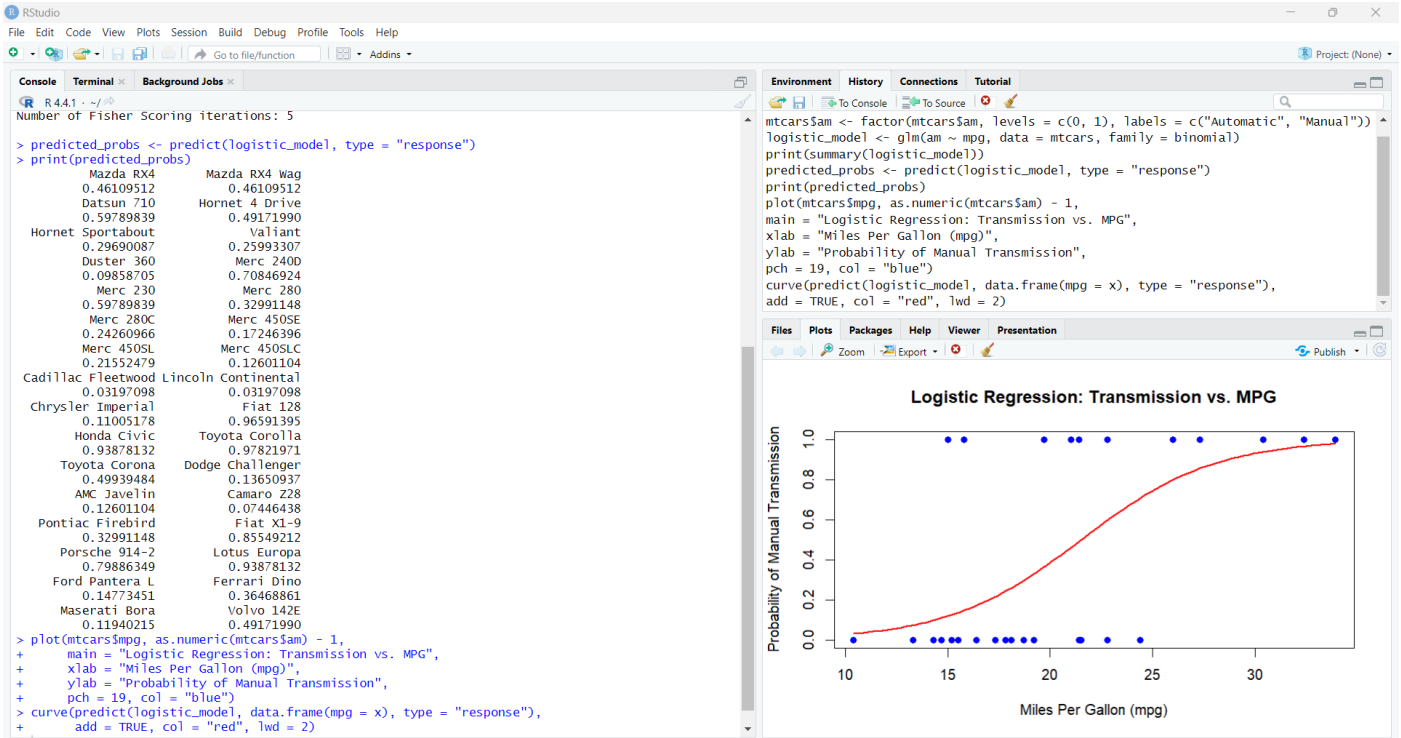 RStudio
File Edit Code View Plots Session Build Debug Profile Tools Help
Go to file/function Addins Project: (None)
Console Terminal Background Jobs
R 4.4.1 · ~/
Number of Fisher Scoring iterations: 5
> predicted_probs <- predict(logistic_model, type = "response")
> print(predicted_probs)
Mazda RX4 Mazda RX4 Wag
0.46109512 0.46109512
Datsun 710 Hornet 4 Drive
0.59789839 0.49171990
Hornet Sportabout Valiant
0.29690087 0.25993307
Duster 360 Merc 240D
0.09858705 0.70846924
Merc 230 Merc 280
0.59789839 0.32991148
Merc 280C Merc 450SE
0.24260966 0.17246396
Merc 450SL Merc 450SLC
0.21552479 0.12601104
Cadillac Fleetwood Lincoln Continental
0.03197098 0.03197098
Chrysler Imperial Fiat 128
0.11005178 0.96591395
Honda Civic Toyota Corolla
0.93878132 0.97821971
Toyota Corona Dodge Challenger
0.49939484 0.13650937
AMC Javelin Camaro Z28
0.12601104 0.07446438
Pontiac Firebird Fiat X1-9
0.32991148 0.85549212
Porsche 914-2 Lotus Europa
0.79886349 0.93878132
Ford Pantera L Ferrari Dino
0.14773451 0.36468861
Maserati Bora Volvo 142E
0.11940215 0.49171990
> plot(mtcars$mpg, as.numeric(mtcars$am) - 1,
+ main = "Logistic Regression: Transmission vs. MPG",
+ xlab = "Miles Per Gallon (mpg)",
+ ylab = "Probability of Manual Transmission",
+ pch = 19, col = "blue")
> curve(predict(logistic_model, data.frame(mpg = x), type = "response"),
+ add = TRUE, col = "red", lwd = 2)
Environment History Connections Tutorial
To Console To Source
mtcars$am <- factor(mtcars$am, levels = c(0, 1), labels = c("Automatic", "Manual"))
logistic_model <- glm(am ~ mpg, data = mtcars, family = binomial)
print(summary(logistic_model))
predicted_probs <- predict(logistic_model, type = "response")
print(predicted_probs)
plot(mtcars$mpg, as.numeric(mtcars$am) - 1,
main = "Logistic Regression: Transmission vs. MPG",
xlab = "Miles Per Gallon (mpg)",
ylab = "Probability of Manual Transmission",
pch = 19, col = "blue")
curve(predict(logistic_model, data.frame(mpg = x), type = "response"),
add = TRUE, col = "red", lwd = 2)
Files Plots Packages Help Viewer Presentation
Zoom Export Publish
Logistic Regression: Transmission vs. MPG
Probability of Manual Transmission
1.0
0.8
0.6
0.4
0.2
0.0
10 15 20 25 30
Miles Per Gallon (mpg)